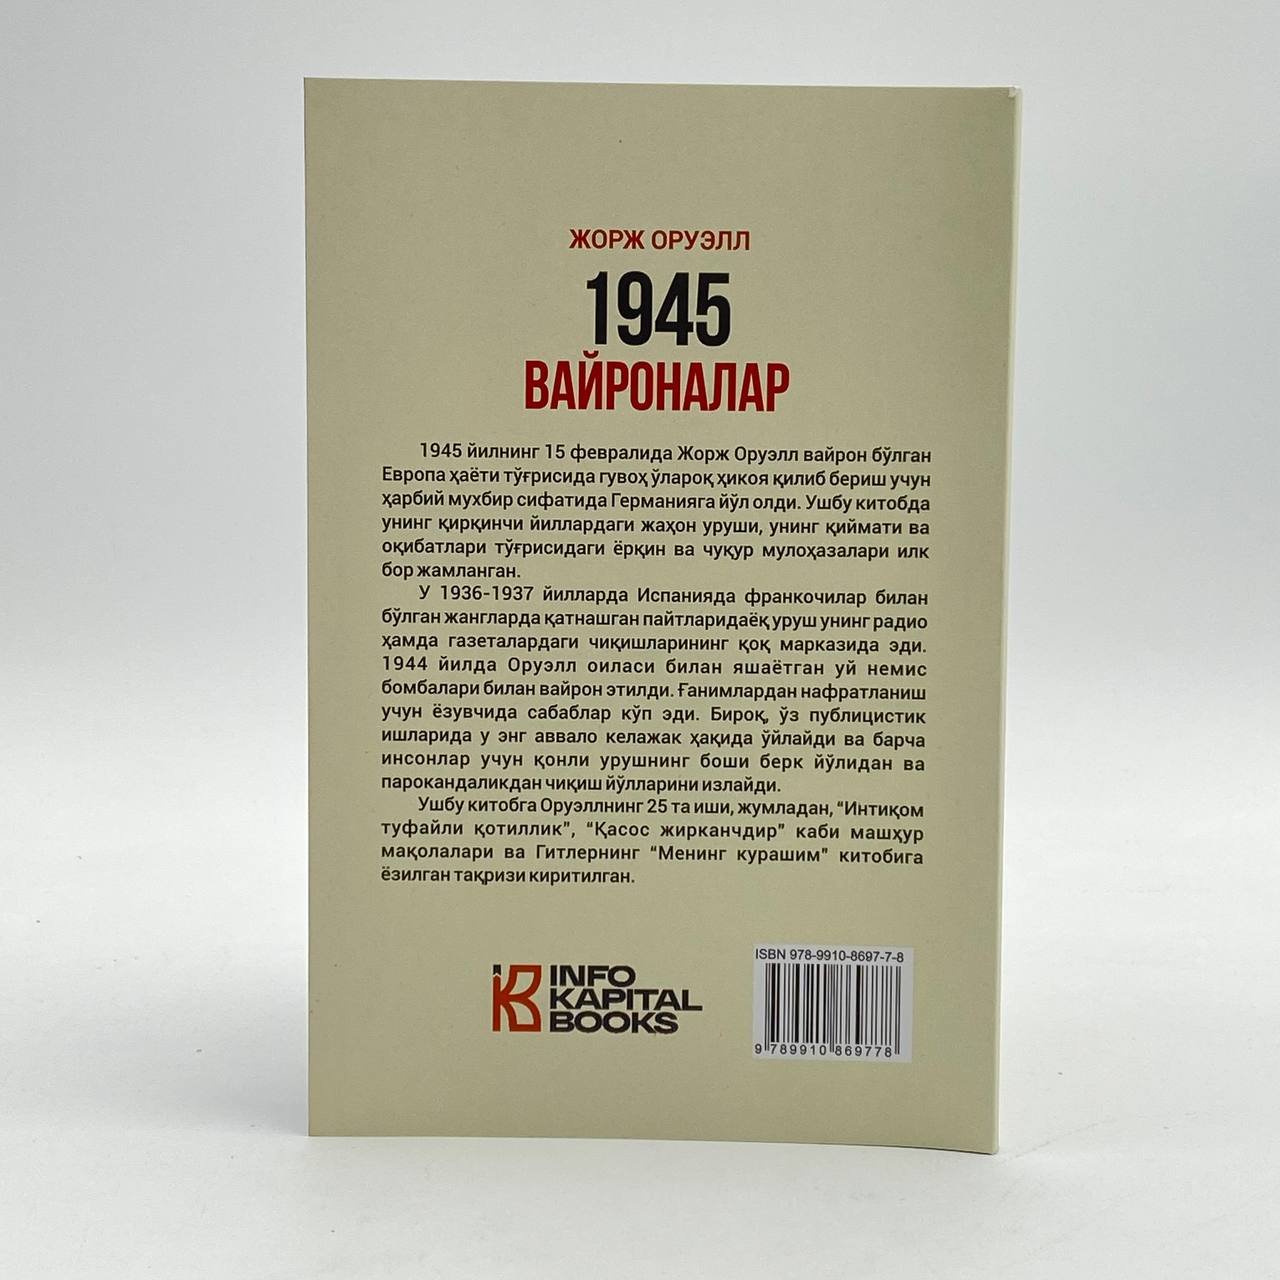 ЖОРЖ ОРУЭЛЛ
1945
ВАЙРОНАЛАР
1945 йилнинг 15 февралида Жорж Оруэлл вайрон бўлган
Европа ҳаёти тўғрисида гувоҳ ўлароқ ҳикоя қилиб бериш учун
ҳарбий мухбир сифатида Германияга йўл олди. Ушбу китобда
унинг қирқинчи йиллардаги жаҳон уруши, унинг қиймати ва
оқибатлари тўғрисидаги ёрқин ва чуқур мулоҳазалари илк
бор жамланган.
У 1936-1937 йилларда Испанияда франкочилар билан
бўлган жангларда қатнашган пайтларидаёқ уруш унинг радио
ҳамда газеталардаги чиқишларининг қоқ марказида эди.
1944 йилда Оруэлл оиласи билан яшаётган уй немис
бомбалари билан вайрон этилди. Ғанимлардан нафратланиш
учун ёзувчида сабаблар кўп эди. Бироқ, ўз публицистик
ишларида у энг аввало келажак ҳақида ўйлайди ва барча
инсонлар учун қонли урушнинг боши берк йўлидан ва
парокандаликдан чиқиш йўлларини излайди.
Ушбу китобга Оруэллнинг 25 та иши, жумладан, “Интиқом
туфайли қотиллик”, “Қасос жирканчдир” каби машҳур
мақолалари ва Гитлернинг “Менинг курашим” китобига
ёзилган тақризи киритилган.
INFO
KAPITAL
BOOKS
ISBN 978-9910-8697-7-8
9 789910 869778